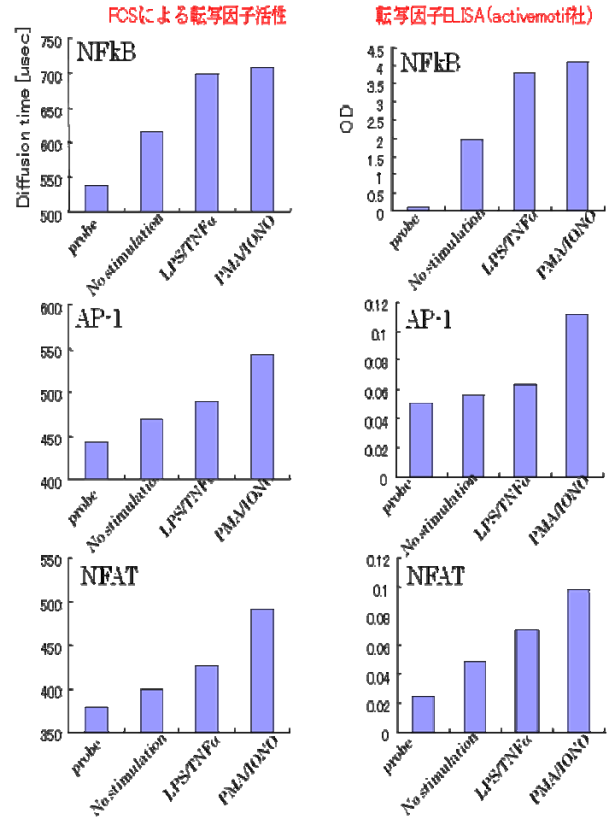 FCSによる転写因子活性
転写因子ELISA(activemotif社)
NFkB
Diffusion time [usec]
750
700
650
600
550
500
probe
No stimulation
LPS/TNFα
PMA/IONO
NFkB
OD
4.5
4
3.5
3
2.5
2
1.5
1
0.5
0
probe
No stimulation
LPS/TNFα
PMA/IONO
AP-1
600
550
500
450
400
probe
No stimulation
LPS/TNFα
PMA/IONO
AP-1
0.12
0.1
0.08
0.06
0.04
0.02
0
probe
No stimulation
LPS/TNFα
PMA/IONO
NFAT
550
500
450
400
350
probe
No stimulation
LPS/TNFα
PMA/IONO
NFAT
0.12
0.1
0.08
0.06
0.04
0.02
0
probe
No stimulation
LPS/TNFα
PMA/IONO